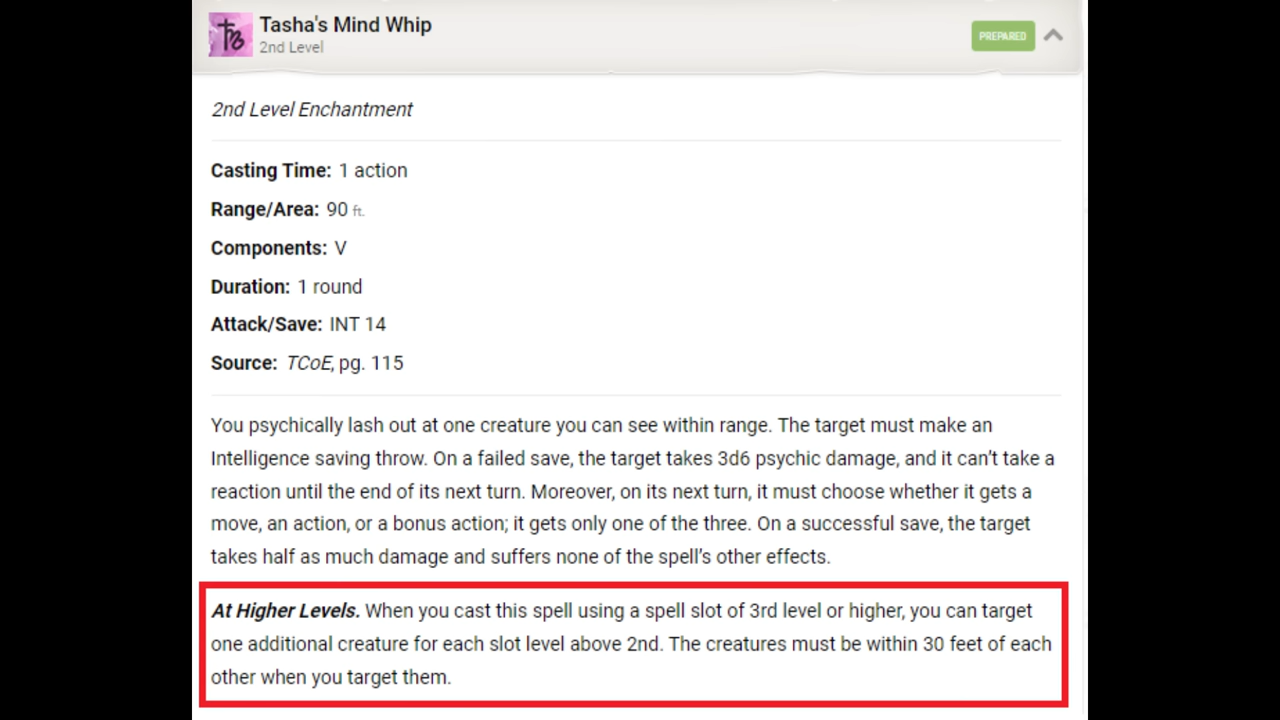 Tasha's Mind Whip
2nd Level
PREPARED
2nd Level Enchantment
Casting Time: 1 action
Range/Area: 90 ft.
Components: V
Duration: 1 round
Attack/Save: INT 14
Source: TCoE, pg. 115
You psychically lash out at one creature you can see within range. The target must make an
Intelligence saving throw. On a failed save, the target takes 3d6 psychic damage, and it can't take a
reaction until the end of its next turn. Moreover, on its next turn, it must choose whether it gets a
move, an action, or a bonus action; it gets only one of the three. On a successful save, the target
takes half as much damage and suffers none of the spell's other effects.
At Higher Levels. When you cast this spell using a spell slot of 3rd level or higher, you can target
one additional creature for each slot level above 2nd. The creatures must be within 30 feet of each
other when you target them.